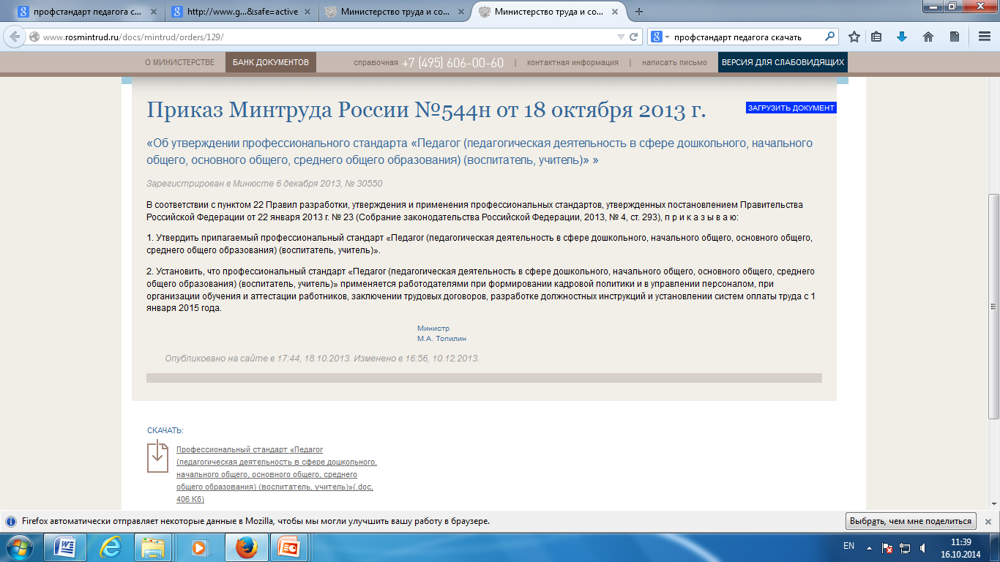 профстандарт педагога с...
http://www.g...&safe=active
Министерство труда и со...
Министерство труда и со...
www.rosmintrud.ru/docs/mintrud/orders/129/
профстандарт педагога скачать
О МИНИСТЕРСТВЕ
БАНК ДОКУМЕНТОВ
справочная +7 (495) 606-00-60
контактная информация
написать письмо
ВЕРСИЯ ДЛЯ СЛАБОВИДЯЩИХ
Приказ Минтруда России №544н от 18 октября 2013 г.
ЗАГРУЗИТЬ ДОКУМЕНТ
«Об утверждении профессионального стандарта «Педагог (педагогическая деятельность в сфере дошкольного, начального
общего, основного общего, среднего общего образования) (воспитатель, учитель)» »
Зарегистрирован в Минюсте 6 декабря 2013, № 30550
В соответствии с пунктом 22 Правил разработки, утверждения и применения профессиональных стандартов, утвержденных постановлением Правительства
Российской Федерации от 22 января 2013 г. № 23 (Собрание законодательства Российской Федерации, 2013, № 4, ст. 293), п р и к а з ы в а ю:
1. Утвердить прилагаемый профессиональный стандарт «Педагог (педагогическая деятельность в сфере дошкольного, начального общего, основного общего,
среднего общего образования) (воспитатель, учитель)».
2. Установить, что профессиональный стандарт «Педагог (педагогическая деятельность в сфере дошкольного, начального общего, основного общего, среднего
общего образования) (воспитатель, учитель)» применяется работодателями при формировании кадровой политики и в управлении персоналом, при
организации обучения и аттестации работников, заключении трудовых договоров, разработке должностных инструкций и установлении систем оплаты труда с 1
января 2015 года.
Министр
М.А. Топилин
Опубликовано на сайте в 17:44, 18.10.2013. Изменено в 16:56, 10.12.2013.
СКАЧАТЬ:
Профессиональный стандарт «Педагог
(педагогическая деятельность в сфере дошкольного,
начального общего, основного общего, среднего
общего образования) (воспитатель, учитель)»(.doc,
406 Кб)
Firefox автоматически отправляет некоторые данные в Mozilla, чтобы мы могли улучшить вашу работу в браузере.
Выбрать, чем мне поделиться
EN
11:39
16.10.2014